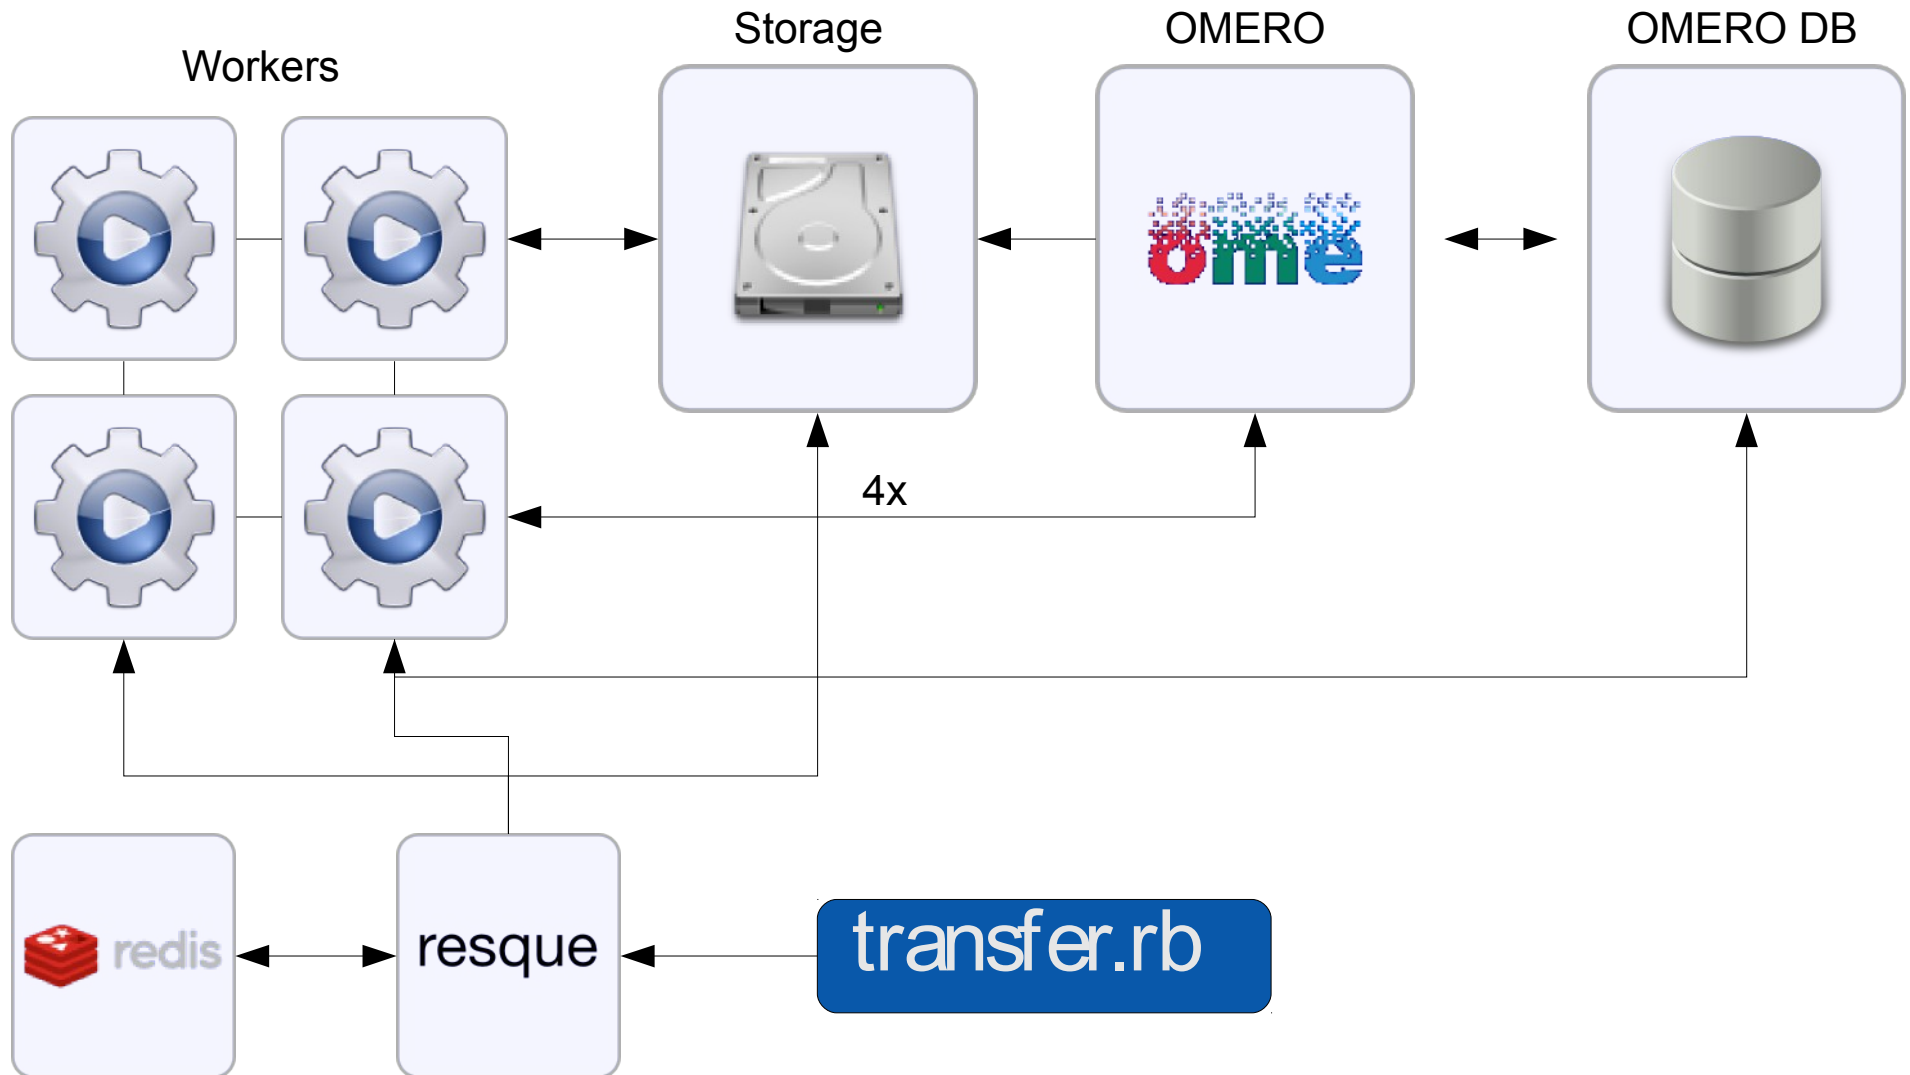 Storage
OMERO
OMERO DB
Workers
ome
4x
redis
resque
transfer.rb